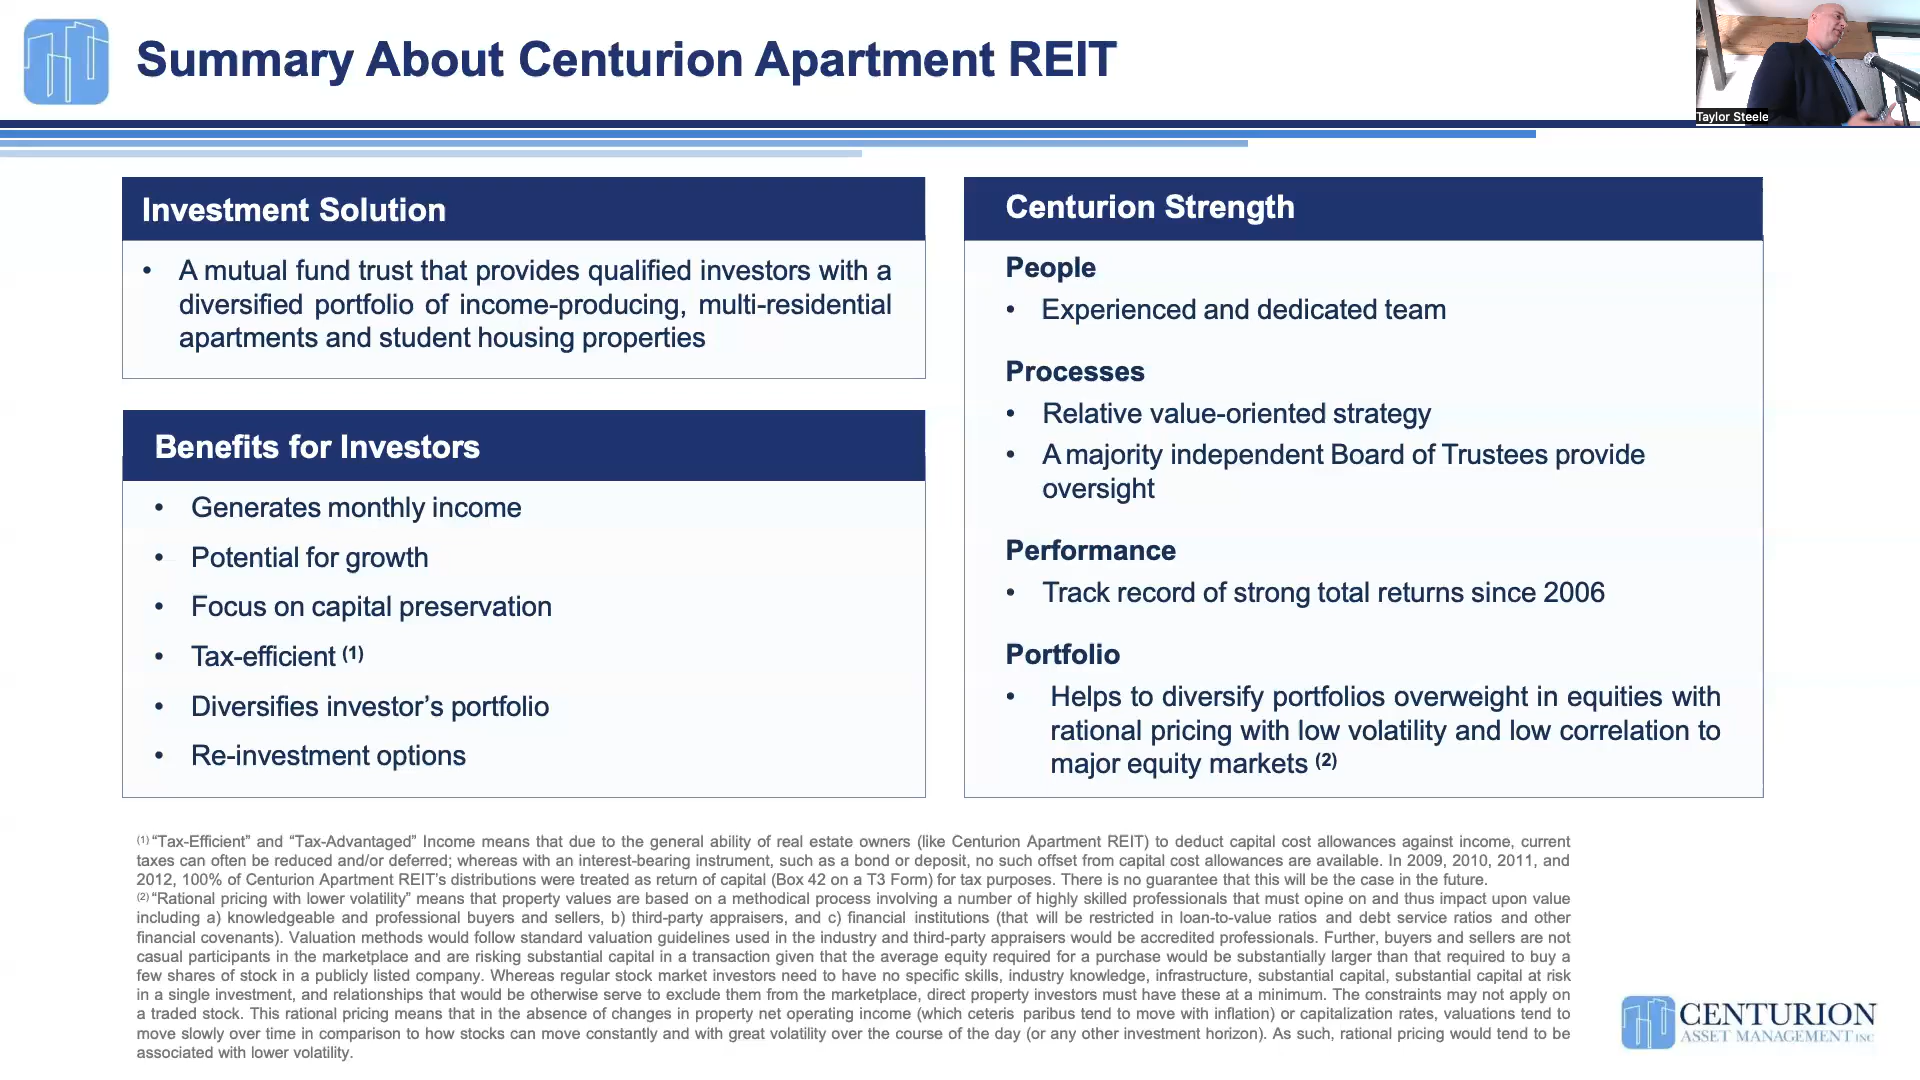 Summary About Centurion Apartment REIT
Taylor Steele
Investment Solution
• A mutual fund trust that provides qualified investors with a
diversified portfolio of income-producing, multi-residential
apartments and student housing properties
Benefits for Investors
• Generates monthly income
• Potential for growth
• Focus on capital preservation
• Tax-efficient (1)
• Diversifies investor’s portfolio
• Re-investment options
Centurion Strength
People
• Experienced and dedicated team
Processes
• Relative value-oriented strategy
• A majority independent Board of Trustees provide
oversight
Performance
• Track record of strong total returns since 2006
Portfolio
• Helps to diversify portfolios overweight in equities with
rational pricing with low volatility and low correlation to
major equity markets (2)
(1) “Tax-Efficient” and “Tax-Advantaged” Income means that due to the general ability of real estate owners (like Centurion Apartment REIT) to deduct capital cost allowances against income, current
taxes can often be reduced and/or deferred; whereas with an interest-bearing instrument, such as a bond or deposit, no such offset from capital cost allowances are available. In 2009, 2010, 2011, and
2012, 100% of Centurion Apartment REIT’s distributions were treated as return of capital (Box 42 on a T3 Form) for tax purposes. There is no guarantee that this will be the case in the future.
(2) “Rational pricing with lower volatility” means that property values are based on a methodical process involving a number of highly skilled professionals that must opine on and thus impact upon value
including a) knowledgeable and professional buyers and sellers, b) third-party appraisers, and c) financial institutions (that will be restricted in loan-to-value ratios and debt service ratios and other
financial covenants). Valuation methods would follow standard valuation guidelines used in the industry and third-party appraisers would be accredited professionals. Further, buyers and sellers are not
casual participants in the marketplace and are risking substantial capital in a transaction given that the average equity required for a purchase would be substantially larger than that required to buy a
few shares of stock in a publicly listed company. Whereas regular stock market investors need to have no specific skills, industry knowledge, infrastructure, substantial capital, substantial capital at risk
in a single investment, and relationships that would be otherwise serve to exclude them from the marketplace, direct property investors must have these at a minimum. The constraints may not apply on
a traded stock. This rational pricing means that in the absence of changes in property net operating income (which ceteris paribus tend to move with inflation) or capitalization rates, valuations tend to
move slowly over time in comparison to how stocks can move constantly and with great volatility over the course of the day (or any other investment horizon). As such, rational pricing would tend to be
associated with lower volatility.
CENTURION
ASSET MANAGEMENT INC